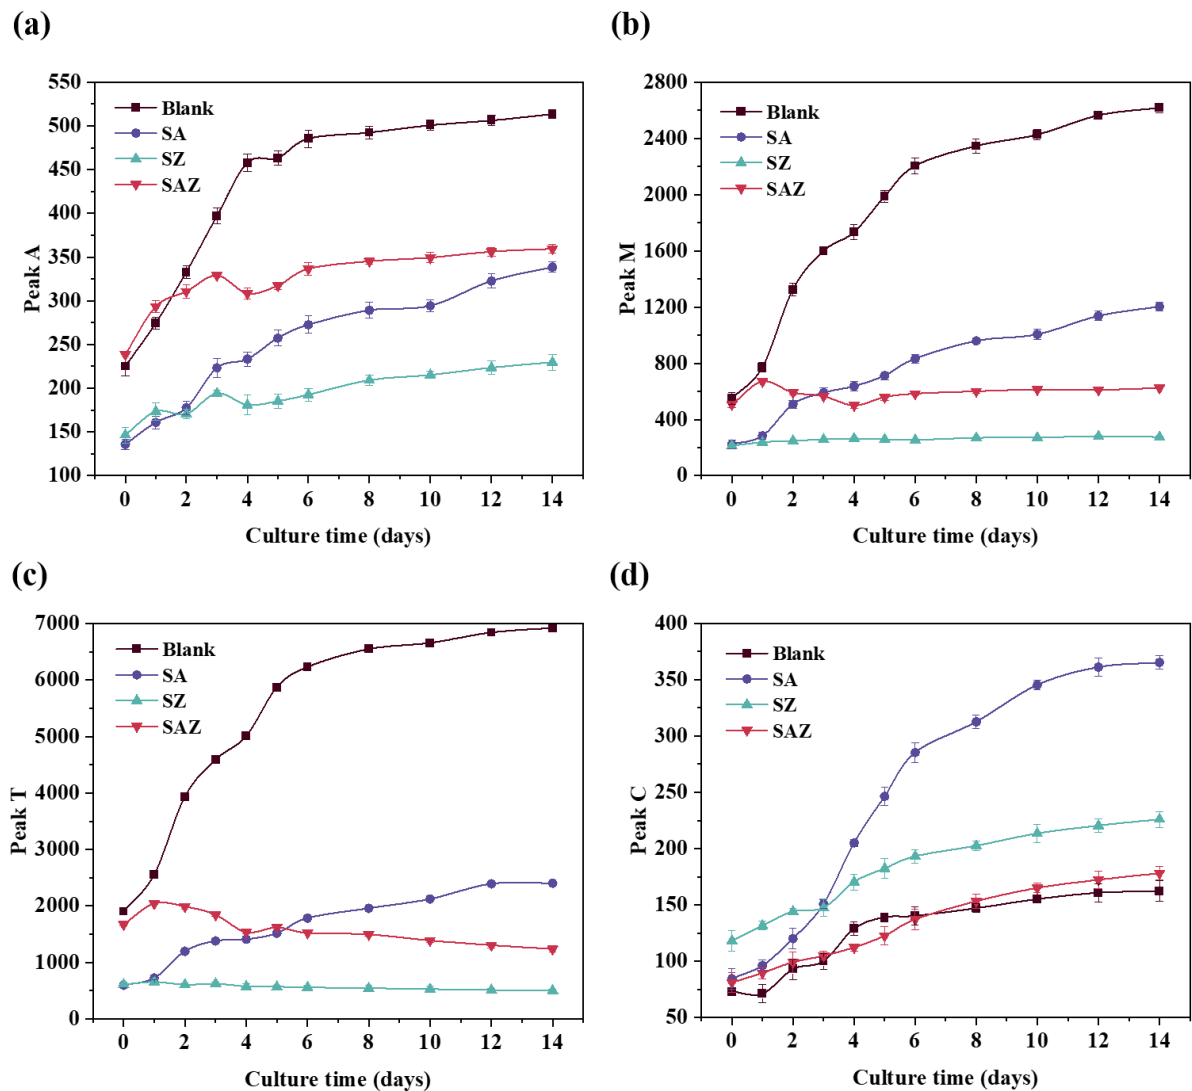 (a)
Peak A
550
500
450
400
350
300
250
200
150
100
Blank
SA
SZ
SAZ
0 2 4 6 8 10 12 14
Culture time (days)
(b)
Peak M
2800
2400
2000
1600
1200
800
400
0
Blank
SA
SZ
SAZ
0 2 4 6 8 10 12 14
Culture time (days)
(c)
Peak T
7000
6000
5000
4000
3000
2000
1000
0
Blank
SA
SZ
SAZ
0 2 4 6 8 10 12 14
Culture time (days)
(d)
Peak C
400
350
300
250
200
150
100
50
Blank
SA
SZ
SAZ
0 2 4 6 8 10 12 14
Culture time (days)